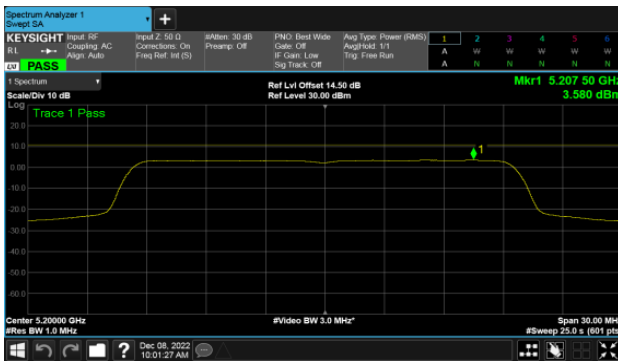 Spectrum Analyzer 1
Swept SA
KEYSIGHT
RL
LXI PASS
Input: RF
Coupling: AC
Align: Auto
Input Z: 50 Ω
Corrections: On
Freq Ref: Int (S)
#Atten: 30 dB
Preamp: Off
PNO: Best Wide
Gate: Off
IF Gain: Low
Sig Track: Off
Avg Type: Power (RMS)
Avg|Hold: 1/1
Trig: Free Run
1 2 3 4 5 6
A W W W W W
A N N N N N
1 Spectrum
Scale/Div 10 dB
Ref Lvl Offset 14.50 dB
Ref Level 30.00 dBm
Mkr1 5.207 50 GHz
3.580 dBm
Log
Trace 1 Pass
20.0
10.0
0.00
-10.0
-20.0
-30.0
-40.0
-50.0
-60.0
1
Center 5.20000 GHz
#Res BW 1.0 MHz
#Video BW 3.0 MHz*
Span 30.00 MHz
#Sweep 25.0 s (601 pts)
?
Dec 08, 2022
10:01:27 AM